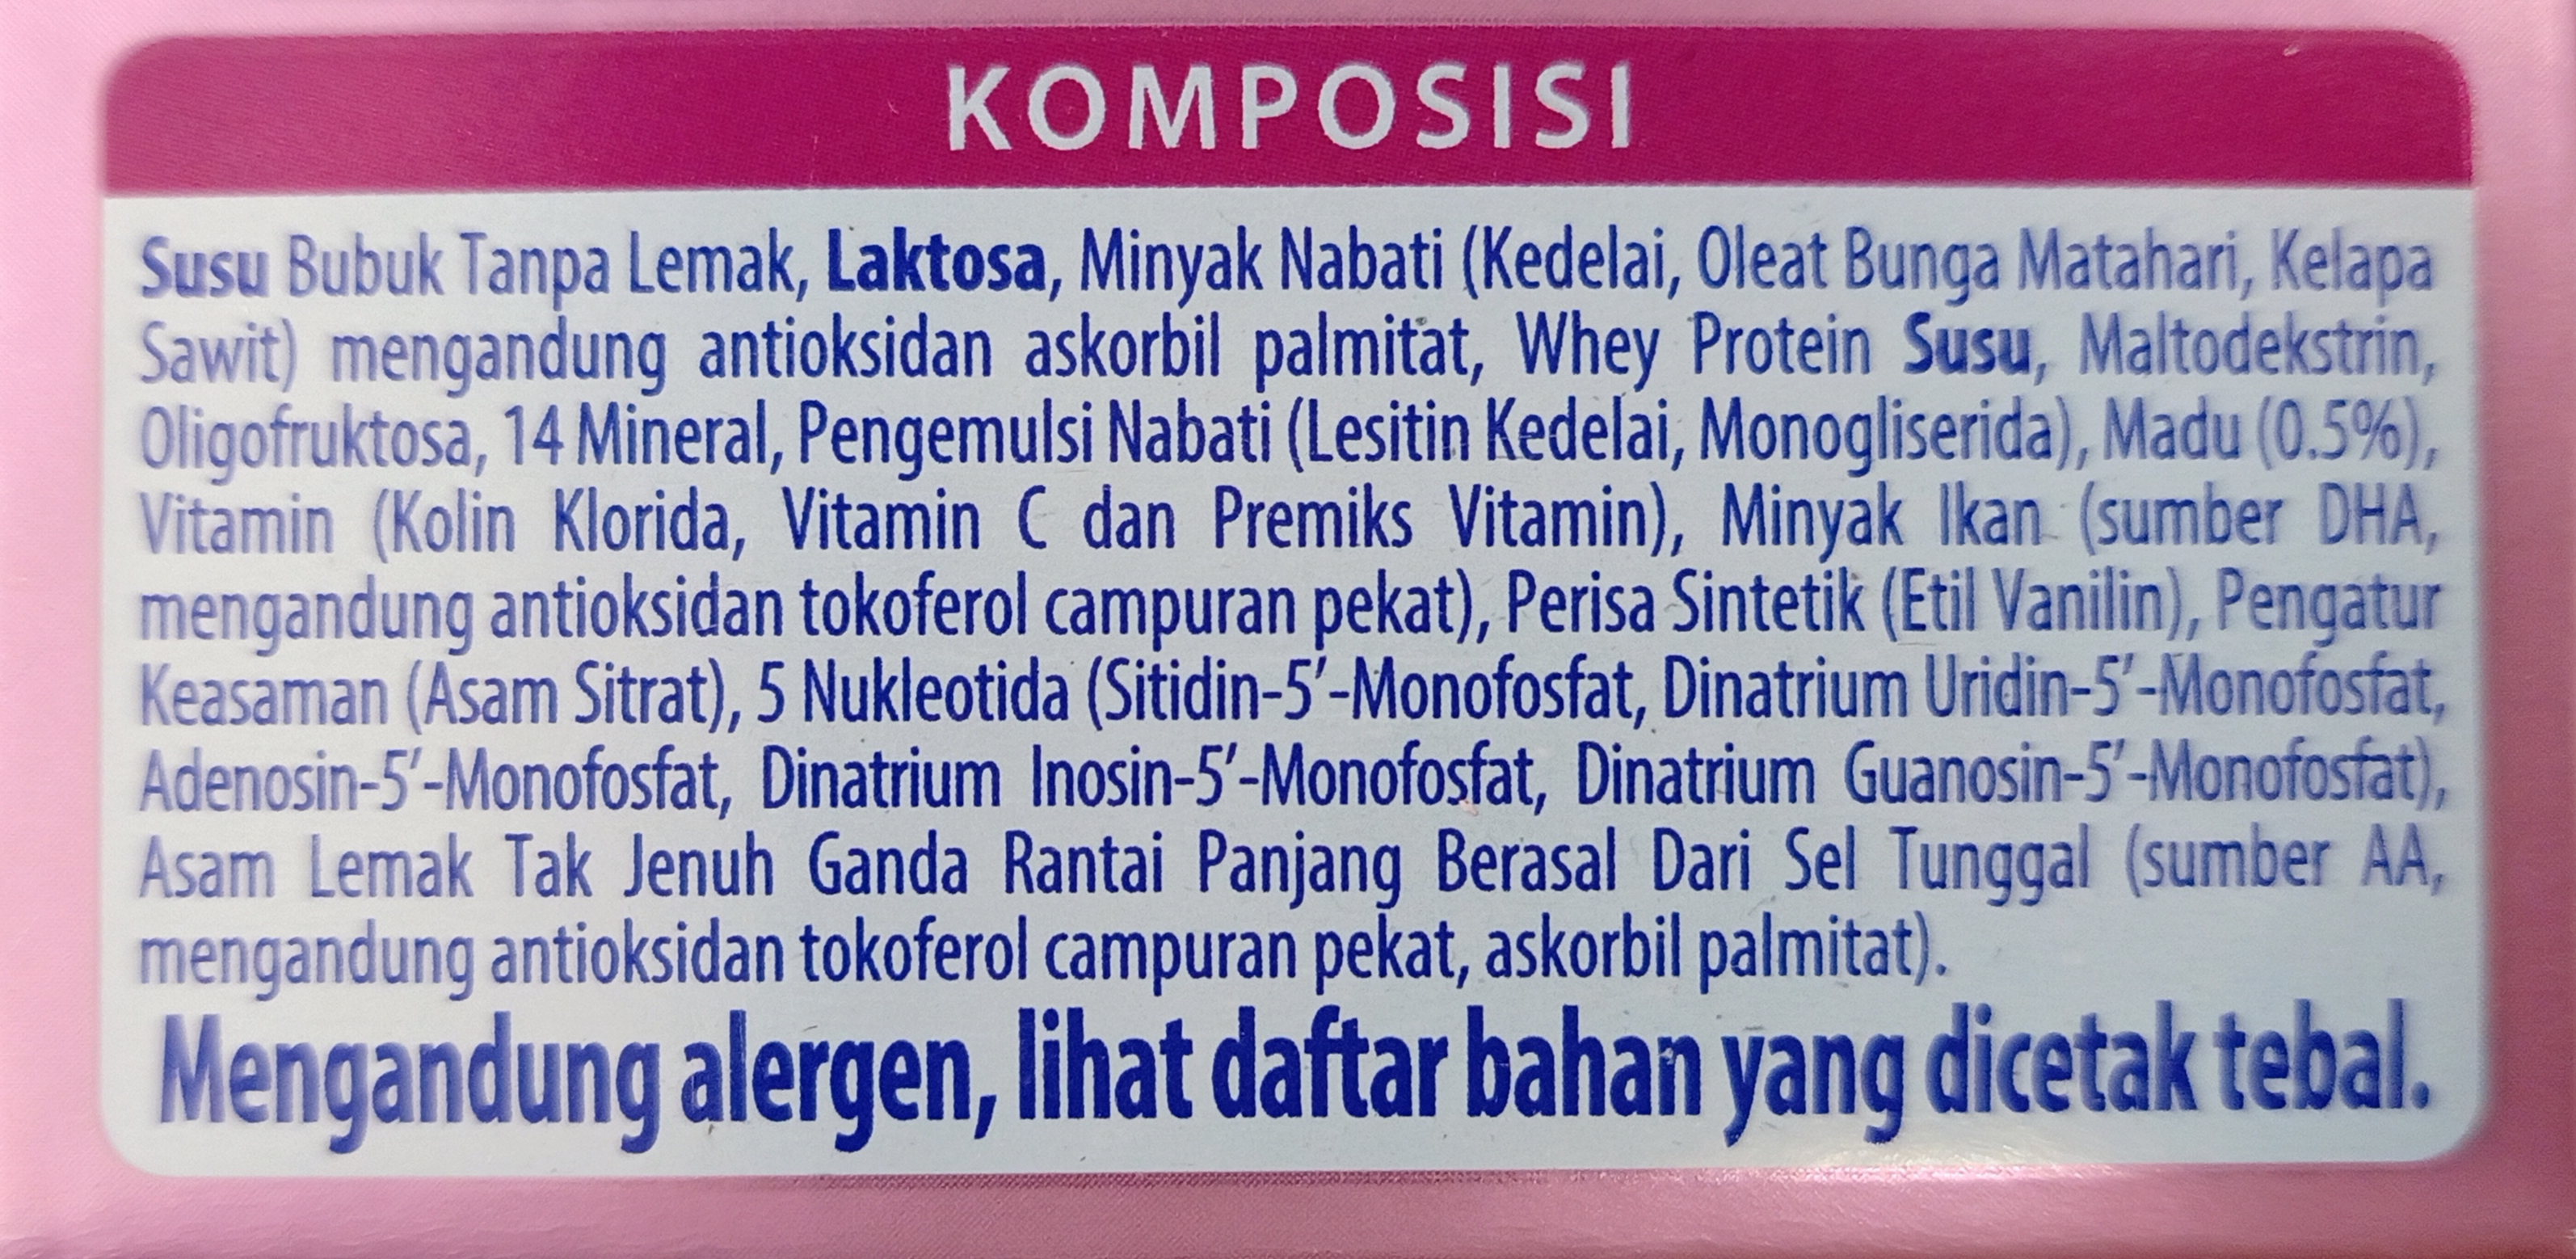 KOMPOSISI
Susu Bubuk Tanpa Lemak, Laktosa, Minyak Nabati (Kedelai, Oleat Bunga Matahari, Kelapa
Sawit) mengandung antioksidan askorbil palmitat, Whey Protein Susu, Maltodekstrin,
Oligofruktosa, 14 Mineral, Pengemulsi Nabati (Lesitin Kedelai, Monogliserida), Madu (0.5%),
Vitamin (Kolin Klorida, Vitamin C dan Premiks Vitamin), Minyak Ikan (sumber DHA,
mengandung antioksidan tokoferol campuran pekat), Perisa Sintetik (Etil Vanilin), Pengatur
Keasaman (Asam Sitrat), 5 Nukleotida (Sitidin-5’-Monofosfat, Dinatrium Uridin-5’-Monofosfat,
Adenosin-5’-Monofosfat, Dinatrium Inosin-5’-Monofosfat, Dinatrium Guanosin-5’-Monofosfat),
Asam Lemak Tak Jenuh Ganda Rantai Panjang Berasal Dari Sel Tunggal (sumber AA,
mengandung antioksidan tokoferol campuran pekat, askorbil palmitat).
Mengandung alergen, lihat daftar bahan yang dicetak tebal.